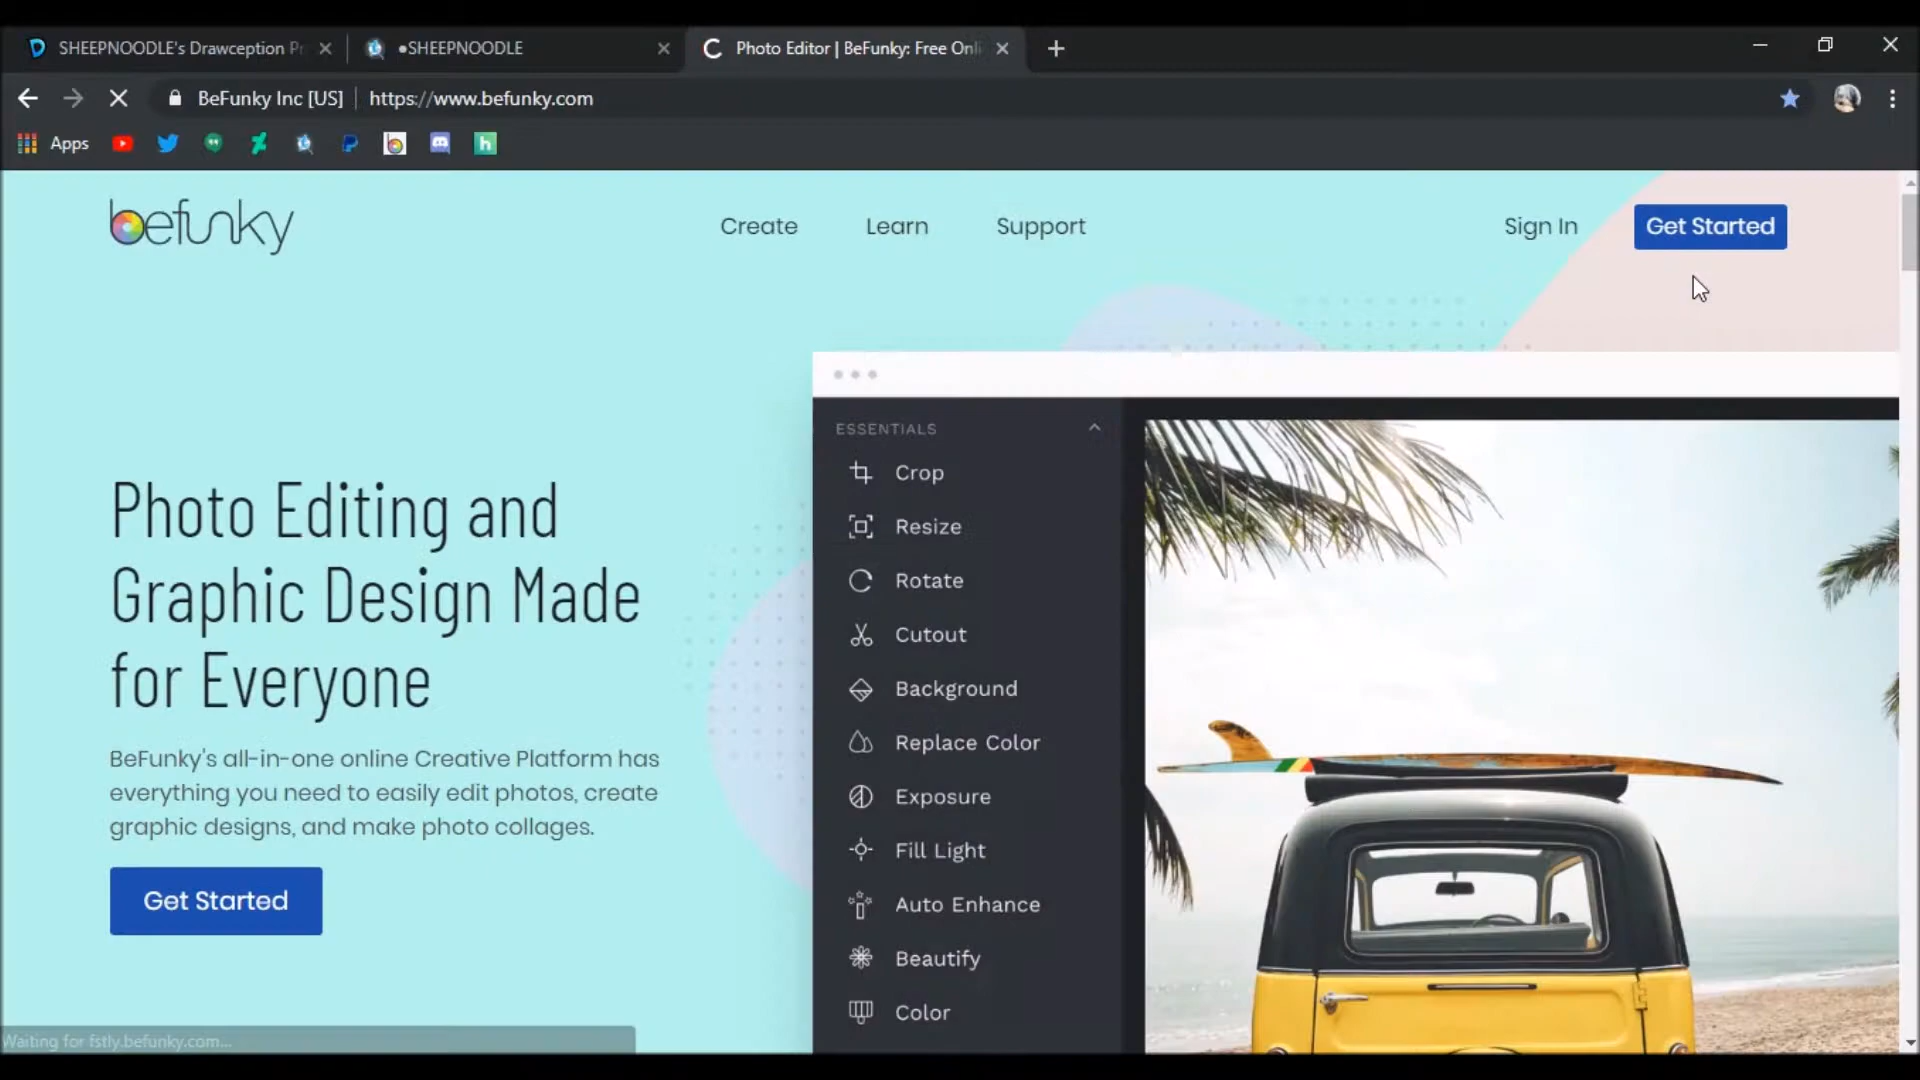 SHEEPNOODLE's Drawception Pr
•SHEEPNOODLE
Photo Editor | BeFunky: Free Onli
BeFunky Inc [US]
https://www.befunky.com
Apps
befunky
Create
Learn
Support
Sign In
Get Started
Photo Editing and
Graphic Design Made
for Everyone
BeFunky's all-in-one online Creative Platform has
everything you need to easily edit photos, create
graphic designs, and make photo collages.
Get Started
ESSENTIALS
Crop
Resize
Rotate
Cutout
Background
Replace Color
Exposure
Fill Light
Auto Enhance
Beautify
Color
Waiting for fstly.befunky.com...